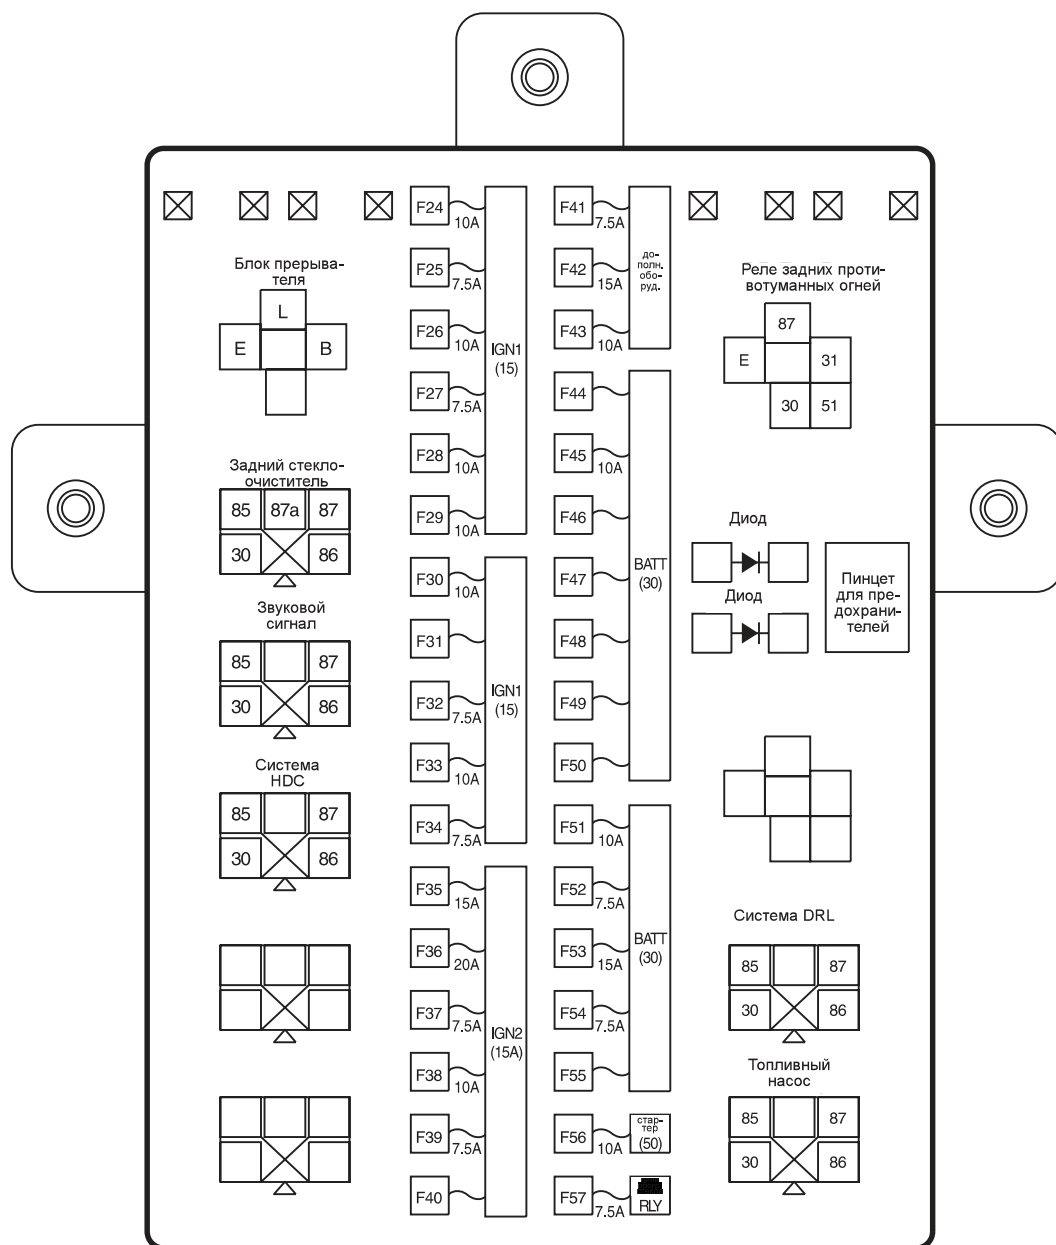 Блок прерыва-
теля
L
E
B
Задний стекло-
очиститель
85 87a 87
30 86
Звуковой
сигнал
85 87
30 86
Система
HDC
85 87
30 86
F24
10A
F25
7.5A
F26
10A
F27
7.5A
F28
10A
F29
10A
IGN1
(15)
F30
10A
F31
F32
7.5A
F33
10A
F34
7.5A
IGN1
(15)
F35
15A
F36
20A
F37
7.5A
F38
10A
F39
7.5A
F40
IGN2
(15A)
F41
7.5A
F42
15A
F43
10A
до-
полн.
обо-
руд.
F44
F45
10A
F46
F47
F48
F49
F50
BATT
(30)
F51
10A
F52
7.5A
F53
15A
F54
7.5A
F55
BATT
(30)
F56
10A
стар-
тер
(50)
F57
7.5A
RLY
Реле задних проти-
вотуманных огней
87
E 31
30 51
Диод
Диод
Пинцет
для пре-
дохрани-
телей
Система DRL
85 87
30 86
Топливный
насос
85 87
30 86